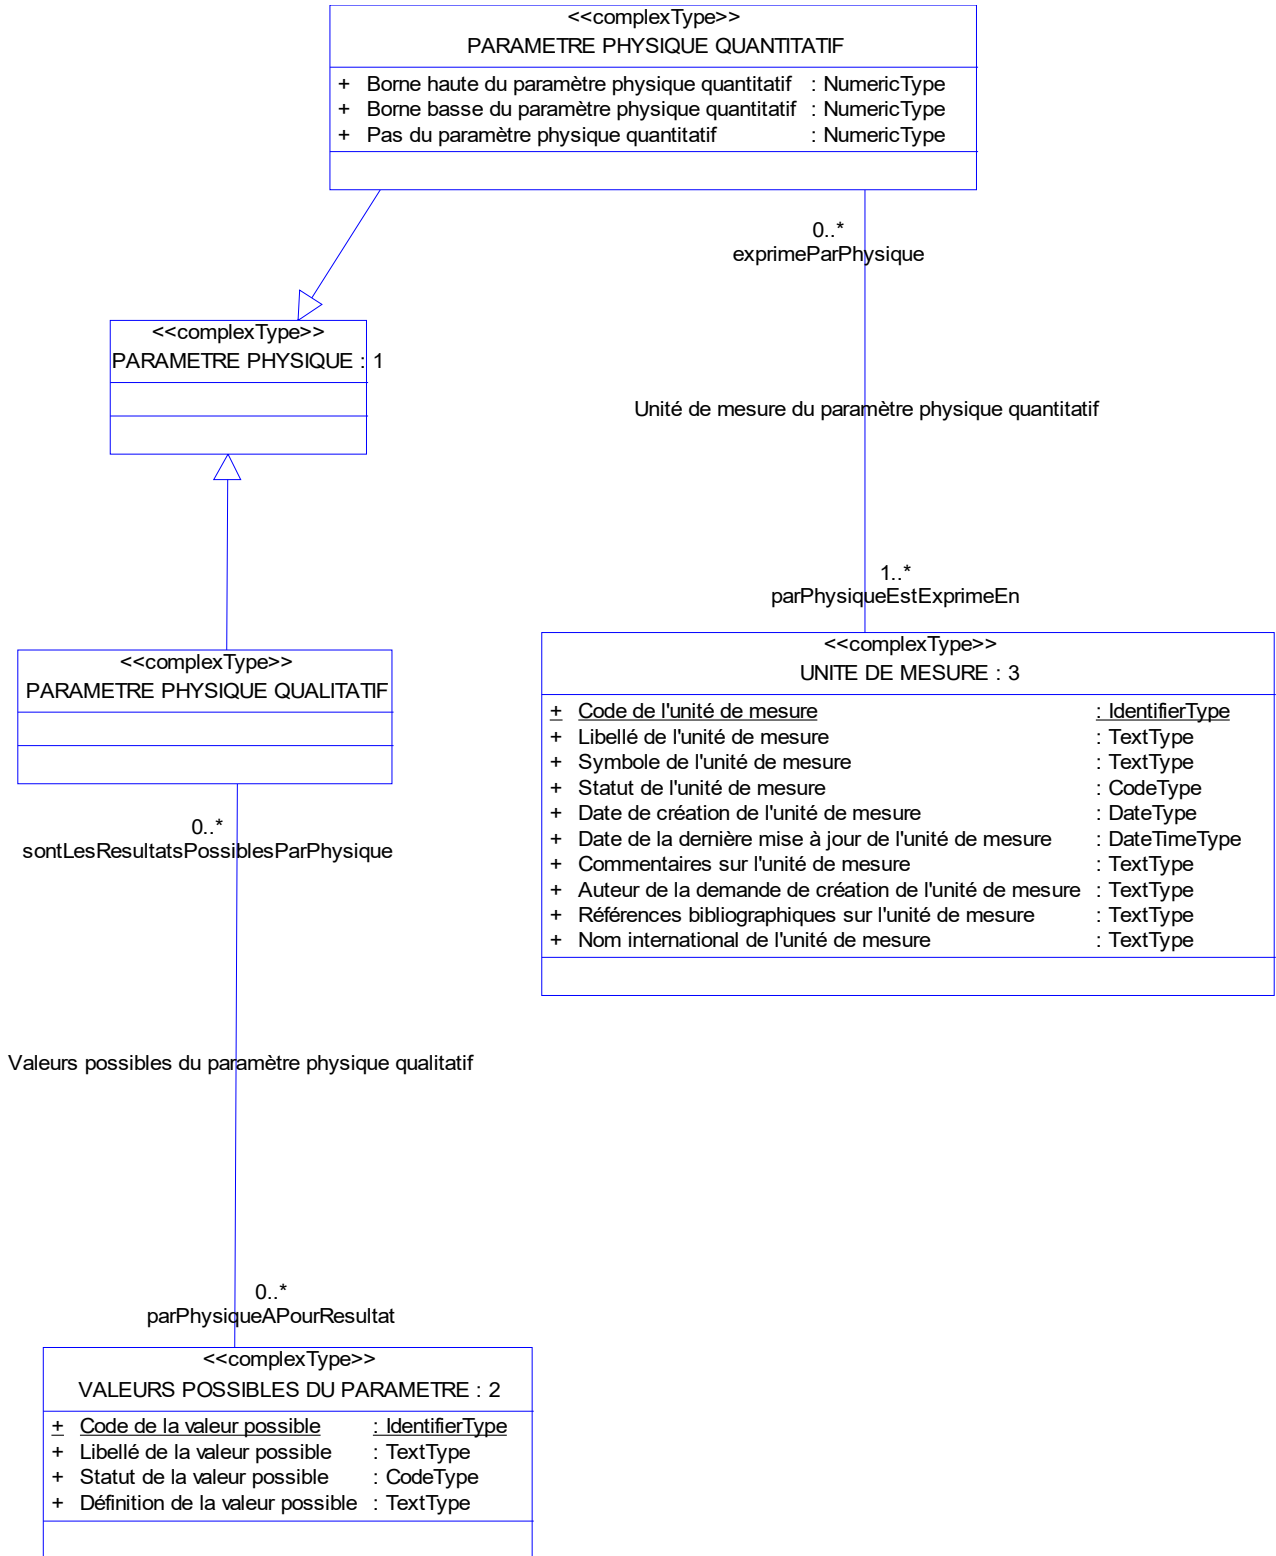 <<complexType>>
PARAMETRE PHYSIQUE QUANTITATIF
+ Borne haute du paramètre physique quantitatif : NumericType
+ Borne basse du paramètre physique quantitatif : NumericType
+ Pas du paramètre physique quantitatif : NumericType
0..*
exprimeParPhysique
<<complexType>>
PARAMETRE PHYSIQUE : 1
Unité de mesure du paramètre physique quantitatif
1..*
parPhysiqueEstExprimeEn
<<complexType>>
UNITE DE MESURE : 3
+ Code de l'unité de mesure : IdentifierType
+ Libellé de l'unité de mesure : TextType
+ Symbole de l'unité de mesure : TextType
+ Statut de l'unité de mesure : CodeType
+ Date de création de l'unité de mesure : DateType
+ Date de la dernière mise à jour de l'unité de mesure : DateTimeType
+ Commentaires sur l'unité de mesure : TextType
+ Auteur de la demande de création de l'unité de mesure : TextType
+ Références bibliographiques sur l'unité de mesure : TextType
+ Nom international de l'unité de mesure : TextType
<<complexType>>
PARAMETRE PHYSIQUE QUALITATIF
0..*
sontLesResultatsPossiblesParPhysique
Valeurs possibles du paramètre physique qualitatif
0..*
parPhysiqueAPourResultat
<<complexType>>
VALEURS POSSIBLES DU PARAMETRE : 2
+ Code de la valeur possible : IdentifierType
+ Libellé de la valeur possible : TextType
+ Statut de la valeur possible : CodeType
+ Définition de la valeur possible : TextType